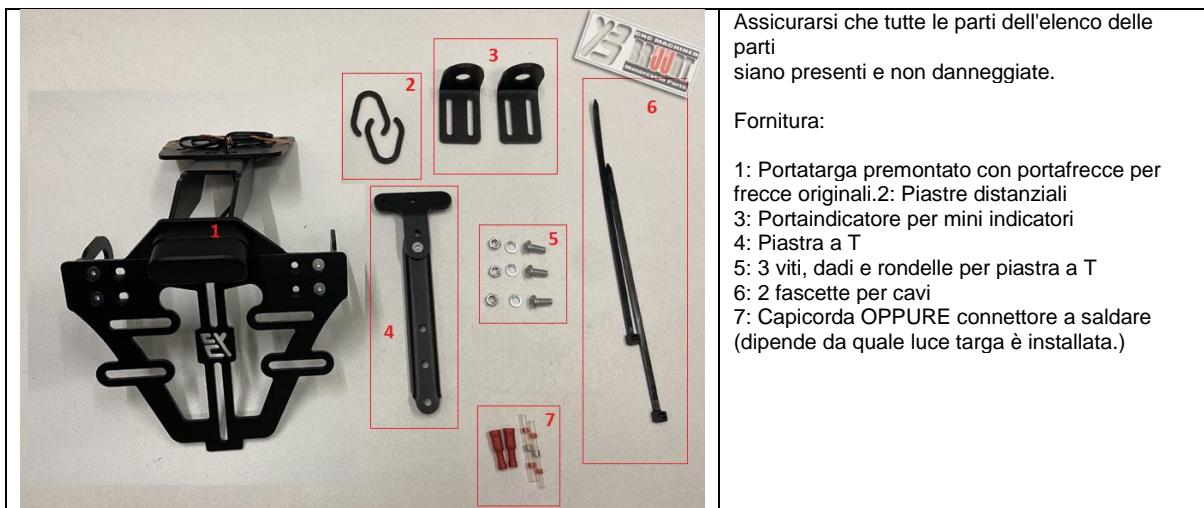 CNC MACHINED
Motorcycle Parts
1
2
3
4
5
6
7
Assicurarsi che tutte le parti dell'elenco delle
parti
siano presenti e non danneggiate.
Fornitura:
1: Portatarga premontato con portafrecce per
frecce originali.2: Piastre distanziali
3: Portaindicatore per mini indicatori
4: Piastra a T
5: 3 viti, dadi e rondelle per piastra a T
6: 2 fascette per cavi
7: Capicorda OPPURE connettore a saldare
(dipende da quale luce targa è installata.)